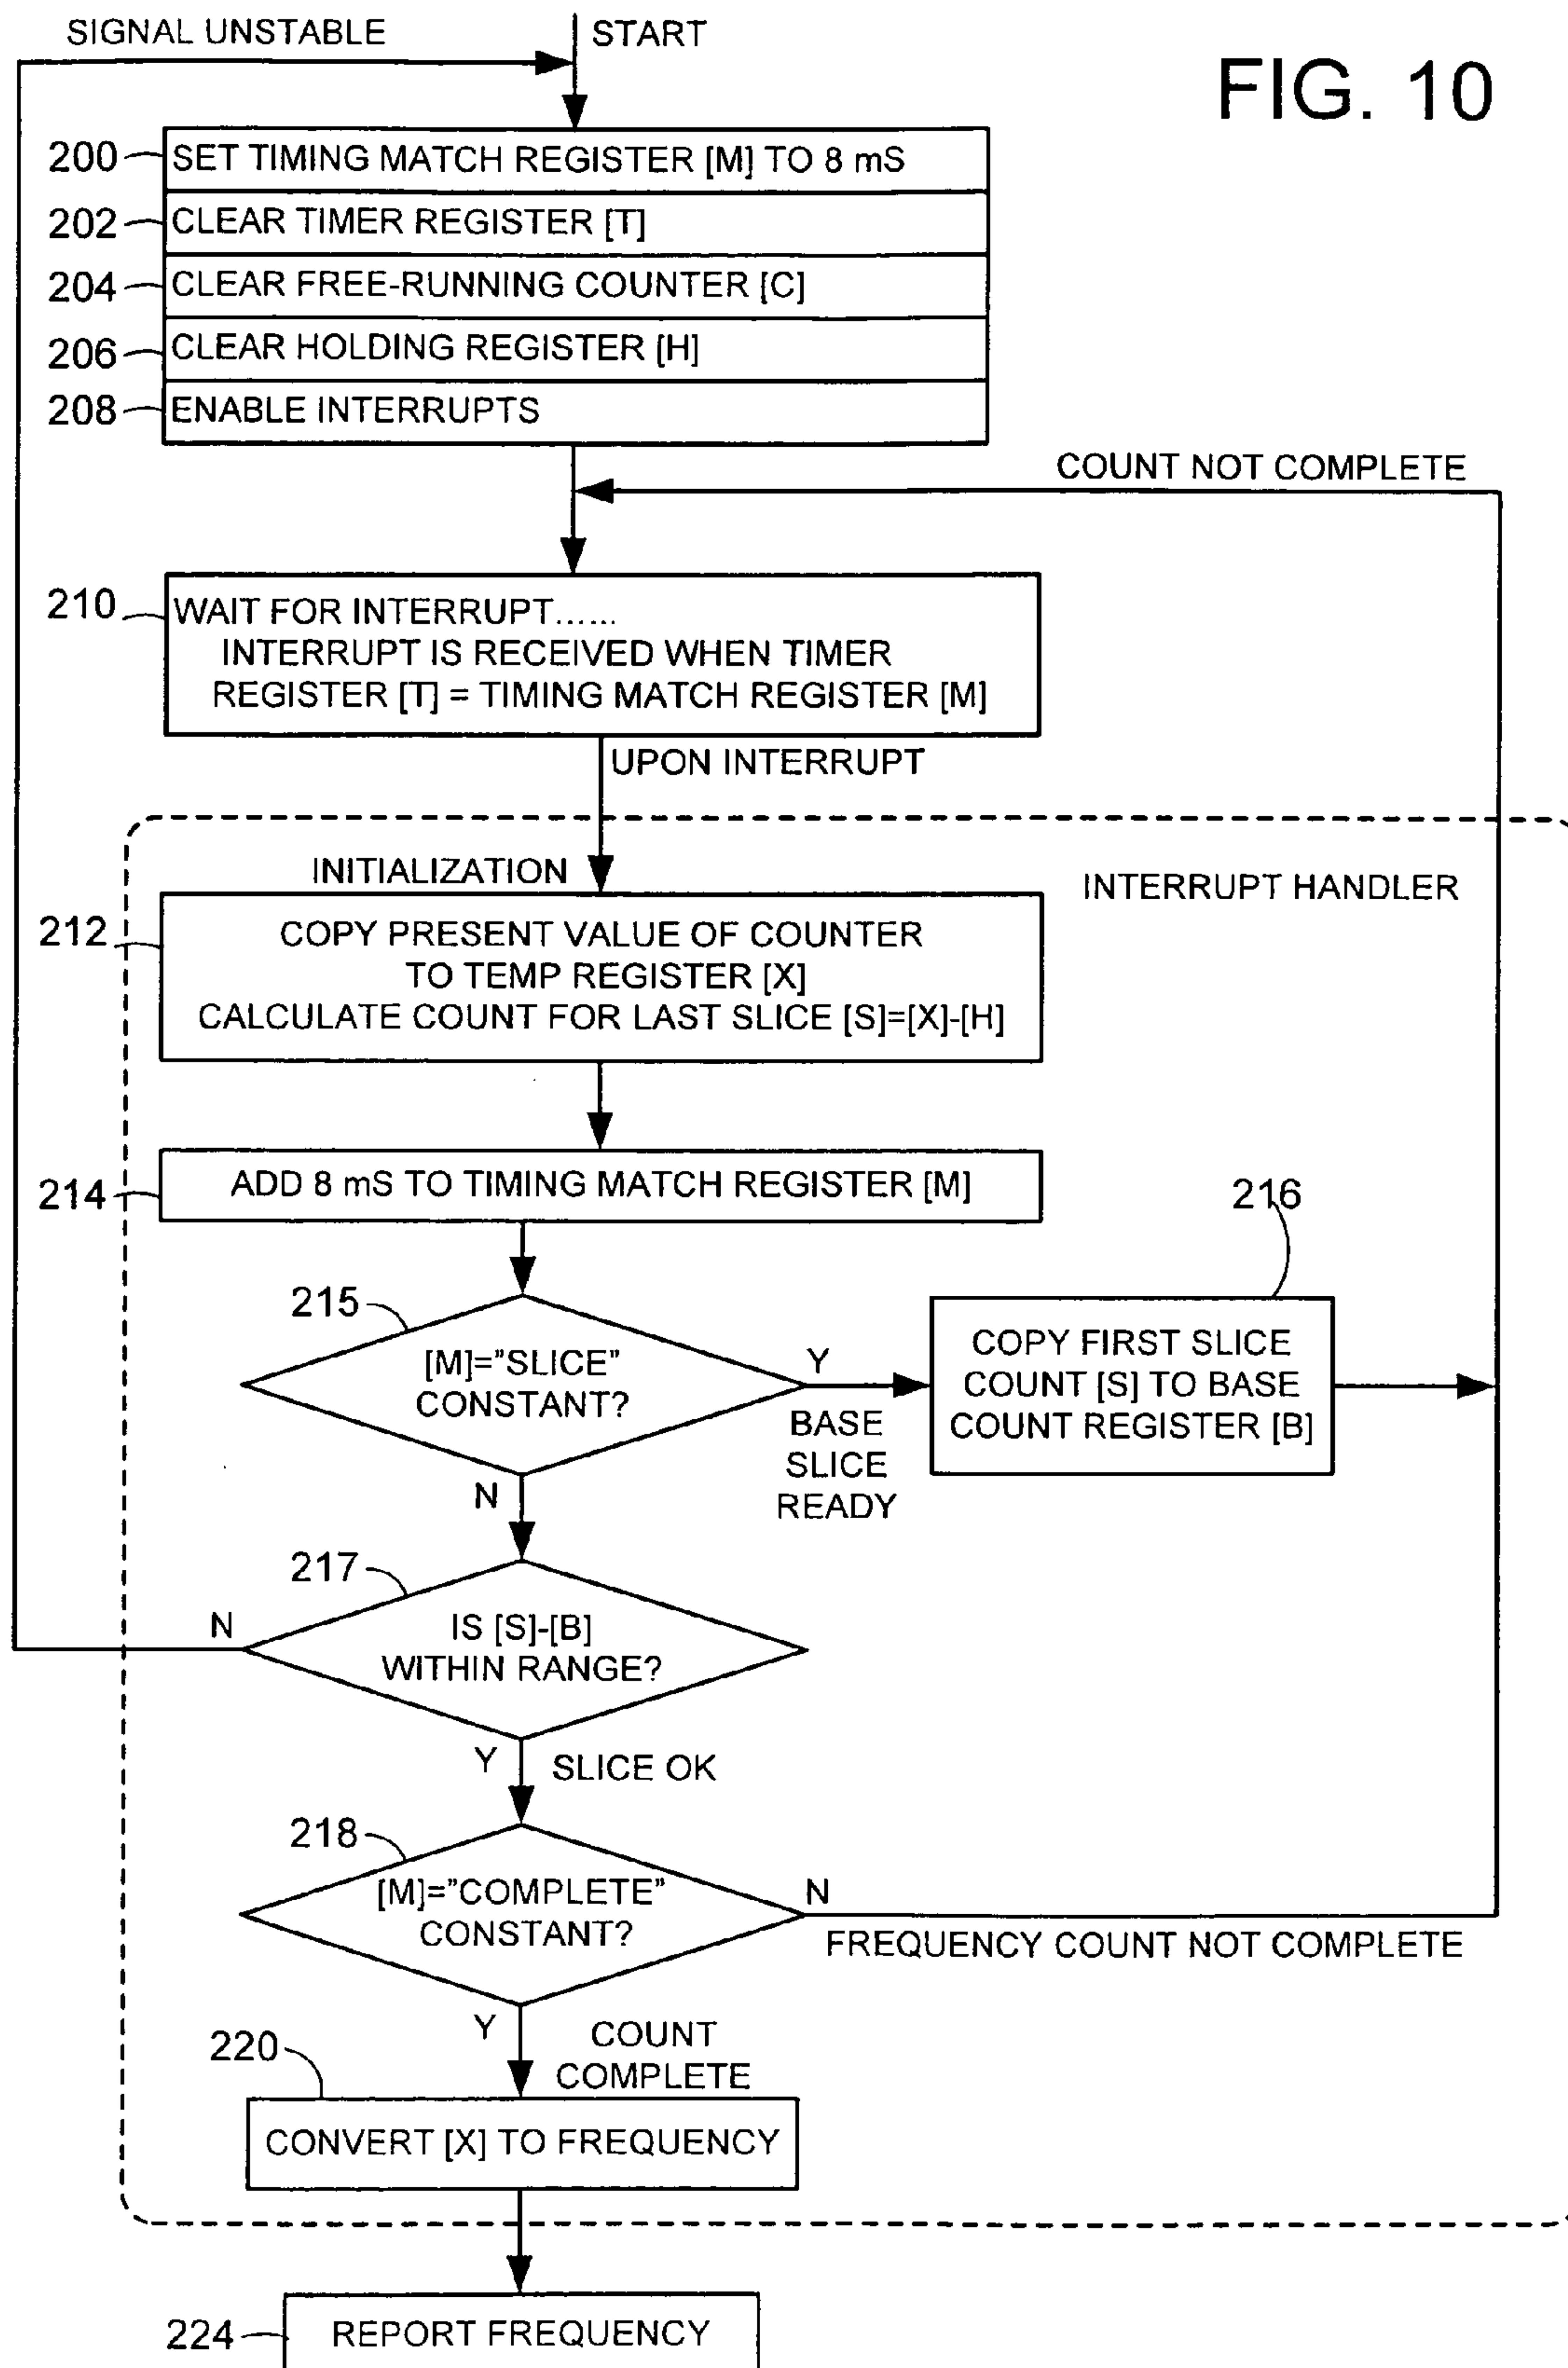 SIGNAL UNSTABLE
START
FIG. 10
200
SET TIMING MATCH REGISTER [M] TO 8 mS
202
CLEAR TIMER REGISTER [T]
204
CLEAR FREE-RUNNING COUNTER [C]
206
CLEAR HOLDING REGISTER [H]
208
ENABLE INTERRUPTS
COUNT NOT COMPLETE
210
WAIT FOR INTERRUPT......
INTERRUPT IS RECEIVED WHEN TIMER
REGISTER [T] = TIMING MATCH REGISTER [M]
UPON INTERRUPT
INITIALIZATION
INTERRUPT HANDLER
212
COPY PRESENT VALUE OF COUNTER
TO TEMP REGISTER [X]
CALCULATE COUNT FOR LAST SLICE [S]=[X]-[H]
214
ADD 8 mS TO TIMING MATCH REGISTER [M]
216
215
[M]="SLICE"
CONSTANT?
Y
BASE
SLICE
READY
COPY FIRST SLICE
COUNT [S] TO BASE
COUNT REGISTER [B]
N
217
N
IS [S]-[B]
WITHIN RANGE?
Y
SLICE OK
218
[M]="COMPLETE"
CONSTANT?
N
FREQUENCY COUNT NOT COMPLETE
Y
COUNT
COMPLETE
220
CONVERT [X] TO FREQUENCY
224
REPORT FREQUENCY